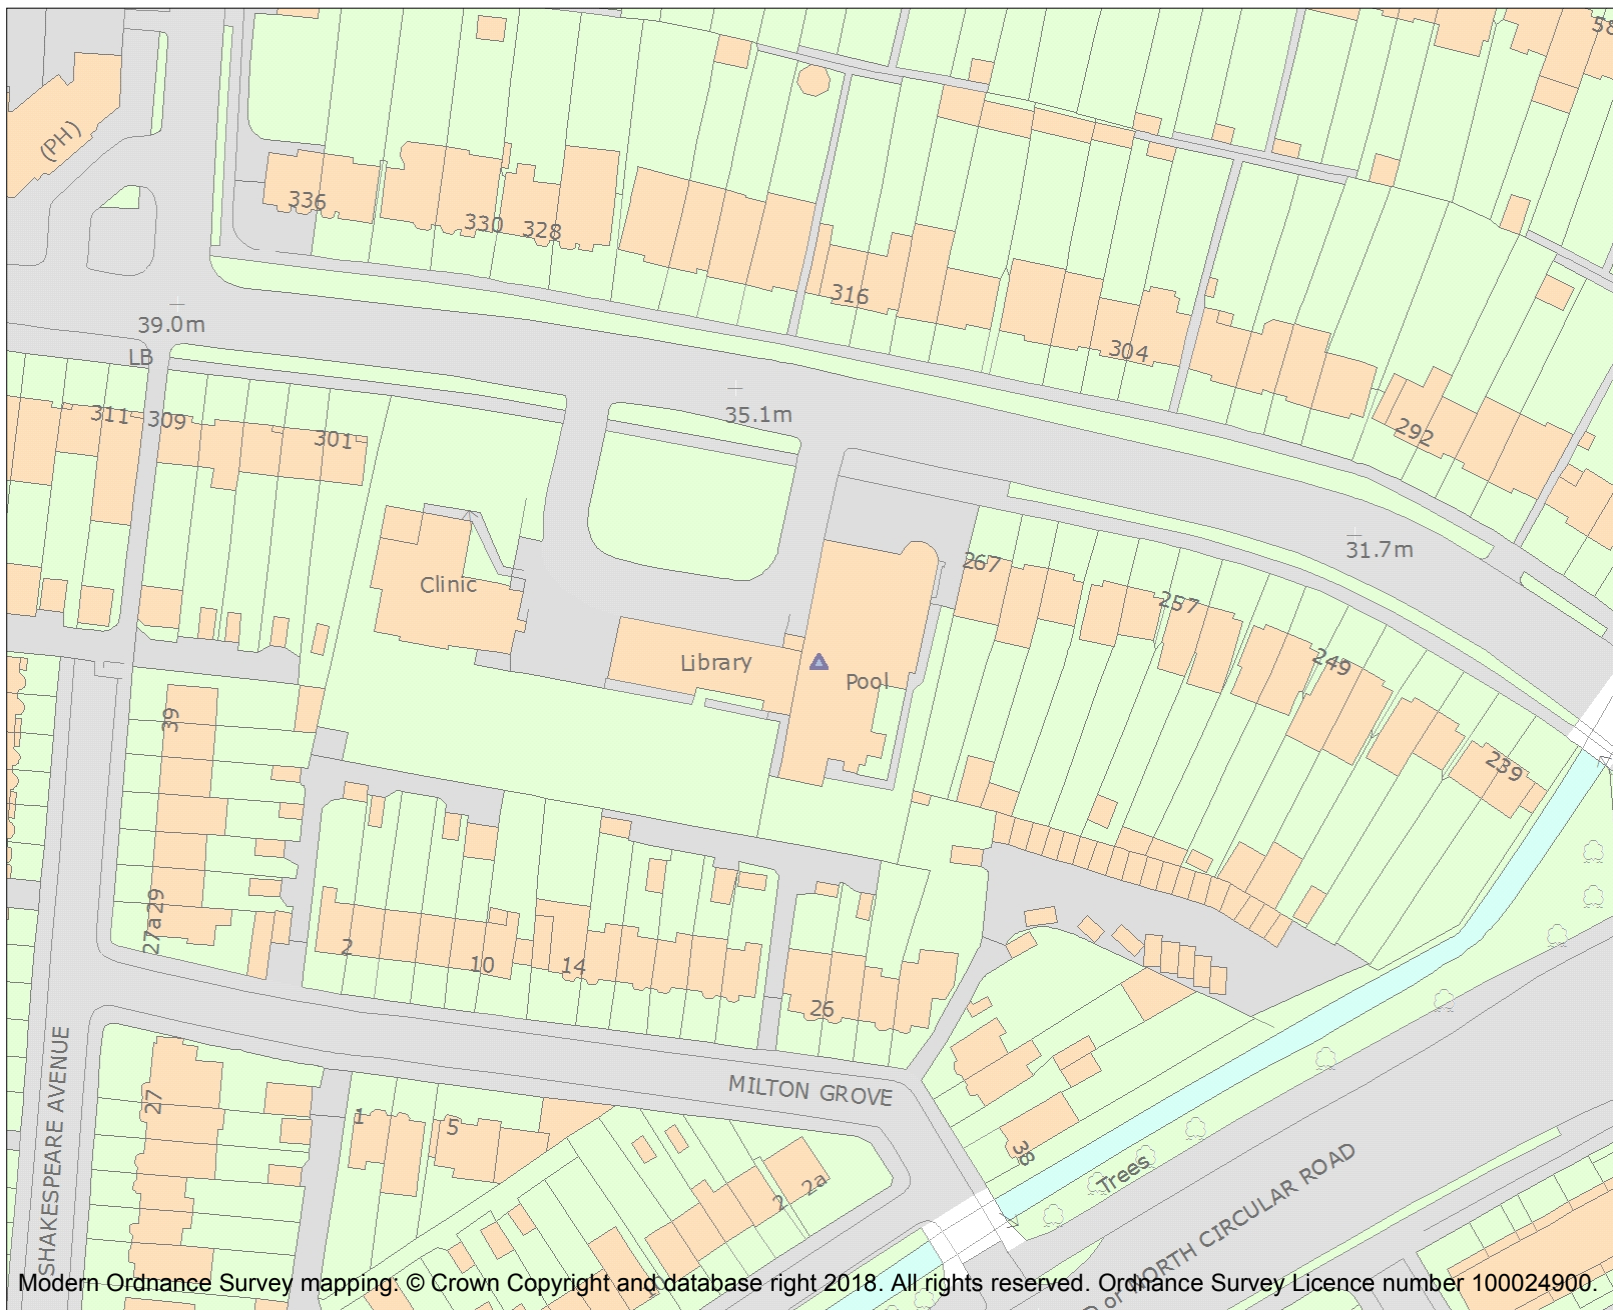 58
(PH)
336
330
328
316
304
292
39.0m
LB
35.1m
31.7m
311
309
301
267
257
249
239
Clinic
Library
Pool
39
27a 29
2
10
14
26
MILTON GROVE
SHAKESPEARE AVENUE
27
1
5
38
Trees
2
2a
or NORTH CIRCULAR ROAD
Modern Ordnance Survey mapping: © Crown Copyright and database right 2018. All rights reserved. Ordnance Survey Licence number 100024900.